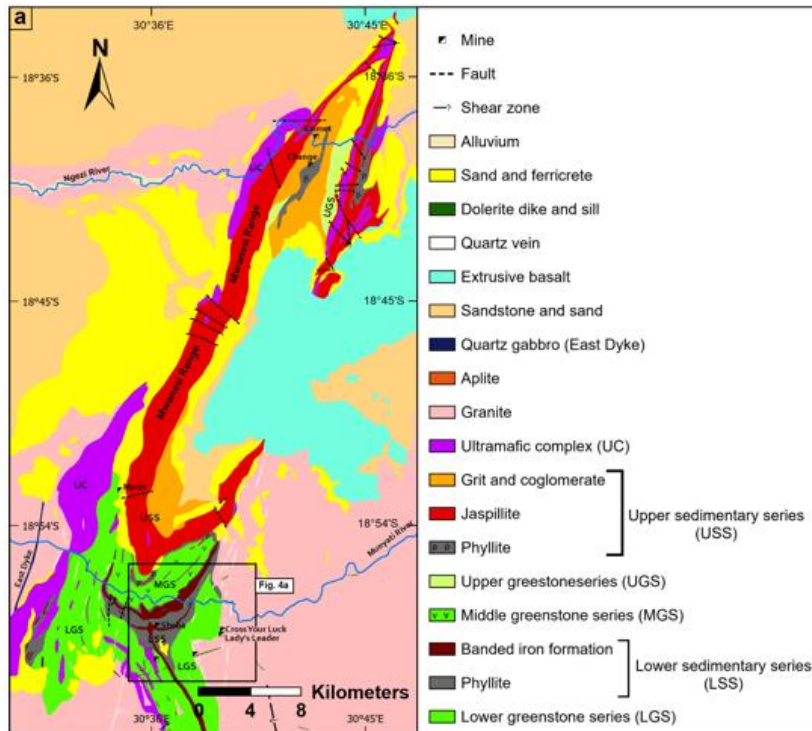 a
30°36'E
30°45'E
N
18°36'S
18°36'S
Ngezi River
UC
Chenge
UGS
Mwanesi Range
18°45'S
18°45'S
Mwanesi Range
UC
UGS
18°54'S
18°54'S
East Dyke
Munyati River
MGS
Fig. 4a
LGS
LSS
Cross Your Luck
Lady's Leader
LGS
Kilometers
0 4 8
30°36'E
30°45'E
Mine
Fault
Shear zone
Alluvium
Sand and ferricrete
Dolerite dike and sill
Quartz vein
Extrusive basalt
Sandstone and sand
Quartz gabbro (East Dyke)
Aplite
Granite
Ultramafic complex (UC)
Grit and coglomerate
Jaspillite
Phyllite
Upper sedimentary series
(USS)
Upper greestoneseries (UGS)
Middle greenstone series (MGS)
Banded iron formation
Phyllite
Lower sedimentary series
(LSS)
Lower greenstone series (LGS)